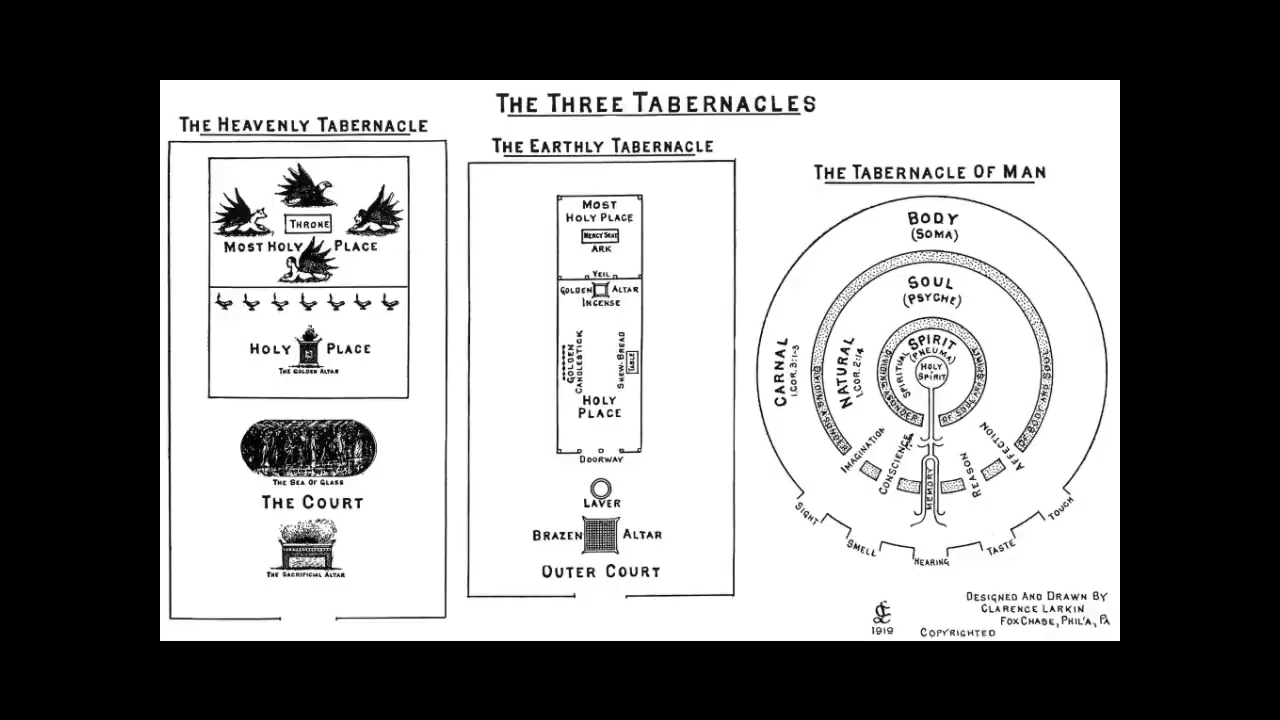 THE THREE TABERNACLES
THE HEAVENLY TABERNACLE
THRONE
MOST HOLY PLACE
HOLY PLACE
THE GOLDEN ALTAR
THE SEA OF GLASS
THE COURT
THE SACRIFICIAL ALTAR
THE EARTHLY TABERNACLE
MOST
HOLY PLACE
MERCY SEAT
ARK
VEIL
GOLDEN ALTAR
INCENSE
GOLDEN
CANDLESTICK
SHEW-BREAD
TABLE
HOLY
PLACE
DOORWAY
LAVER
BRAZEN ALTAR
OUTER COURT
THE TABERNACLE OF MAN
BODY
(SOMA)
SOUL
(PSYCHE)
SPIRIT
(PNEUMA)
HOLY
SPIRIT
SPIRITUAL
CARNAL
1.COR.3:1-3
NATURAL
1.COR.2:14
DIVIDING ASUNDER OF SOUL AND SPIRIT
DIVIDING ASUNDER OF BODY AND SOUL
IMAGINATION
CONSCIENCE
MEMORY
REASON
AFFECTION
SIGHT
SMELL
HEARING
TASTE
TOUCH
DESIGNED AND DRAWN BY
CLARENCE LARKIN
FOX CHASE, PHIL'A., PA
1919
COPYRIGHTED